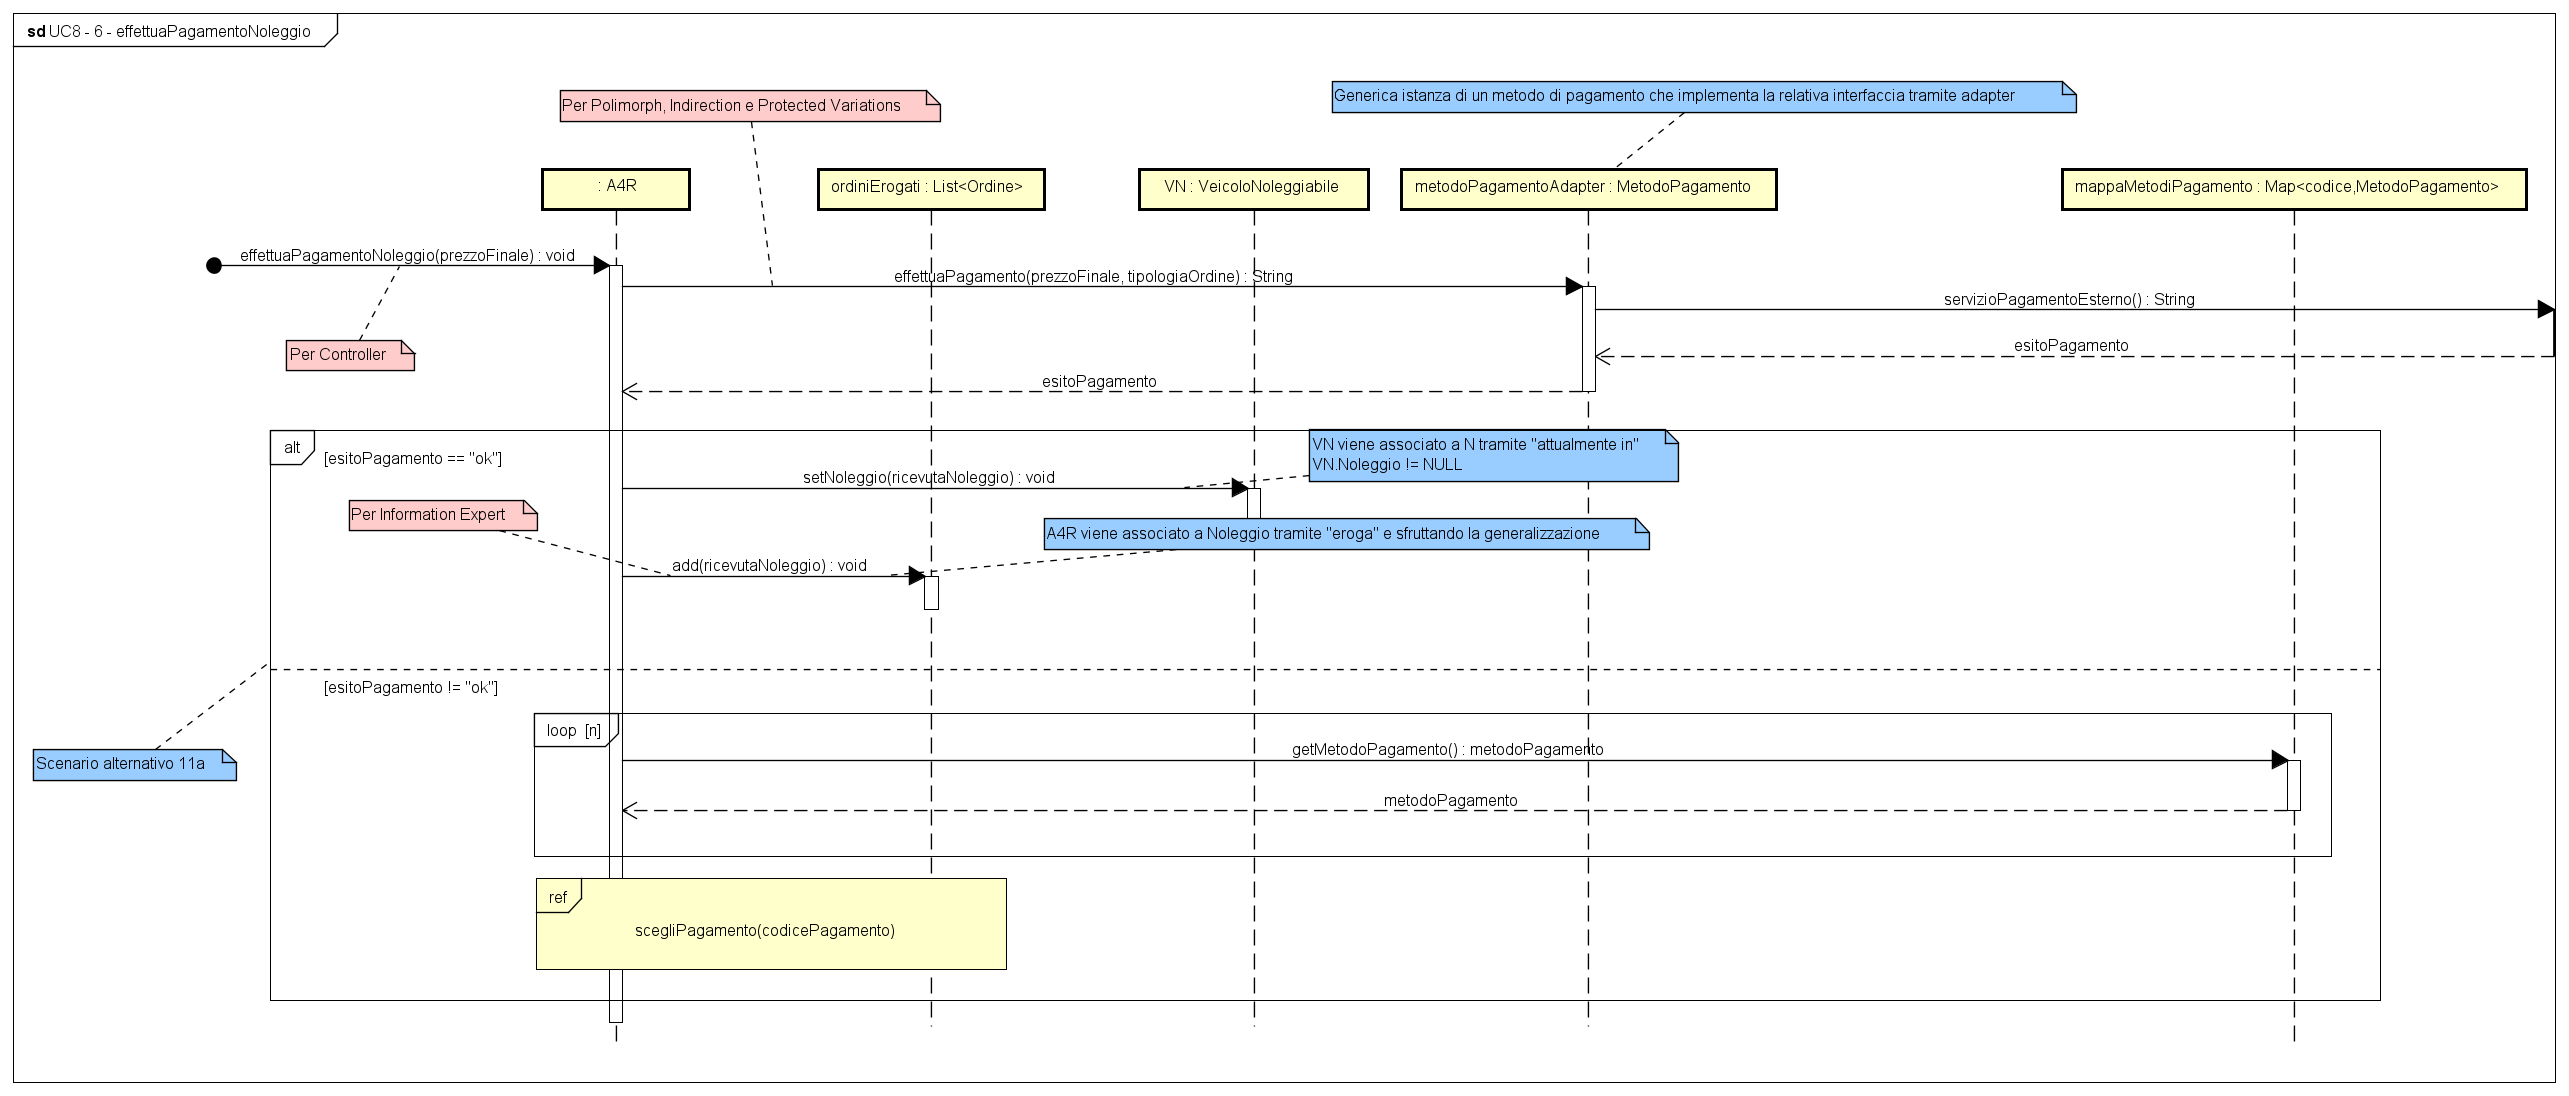 sd UC8 - 6 - effettuaPagamentoNoleggio
Generica istanza di un metodo di pagamento che implementa la relativa interfaccia tramite adapter
Per Polimorph, Indirection e Protected Variations
: A4R
ordiniErogati : List<Ordine>
VN : VeicoloNoleggiabile
metodoPagamentoAdapter : MetodoPagamento
mappaMetodiPagamento : Map<codice,MetodoPagamento>
effettuaPagamentoNoleggio(prezzoFinale) : void
effettuaPagamento(prezzoFinale, tipologiaOrdine) : String
servizioPagamentoEsterno() : String
esitoPagamento
Per Controller
esitoPagamento
alt
[esitoPagamento == "ok"]
VN viene associato a N tramite "attualmente in"
VN.Noleggio != NULL
setNoleggio(ricevutaNoleggio) : void
Per Information Expert
A4R viene associato a Noleggio tramite "eroga" e sfruttando la generalizzazione
add(ricevutaNoleggio) : void
[esitoPagamento != "ok"]
loop [n]
getMetodoPagamento() : metodoPagamento
Scenario alternativo 11a
metodoPagamento
ref
scegliPagamento(codicePagamento)